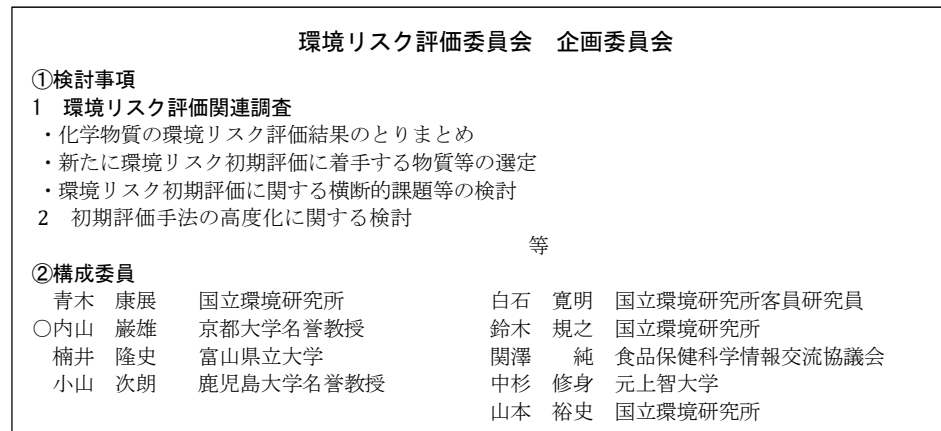 環境リスク評価委員会　企画委員会
①検討事項
1　環境リスク評価関連調査
・化学物質の環境リスク評価結果のとりまとめ
・新たに環境リスク初期評価に着手する物質等の選定
・環境リスク初期評価に関する横断的課題等の検討
2　初期評価手法の高度化に関する検討
等
②構成委員
青木　康展　国立環境研究所
○内山　巌雄　京都大学名誉教授
楠井　隆史　富山県立大学
小山　次朗　鹿児島大学名誉教授
白石　寛明　国立環境研究所客員研究員
鈴木　規之　国立環境研究所
関澤　純　食品保健科学情報交流協議会
中杉　修身　元上智大学
山本　裕史　国立環境研究所